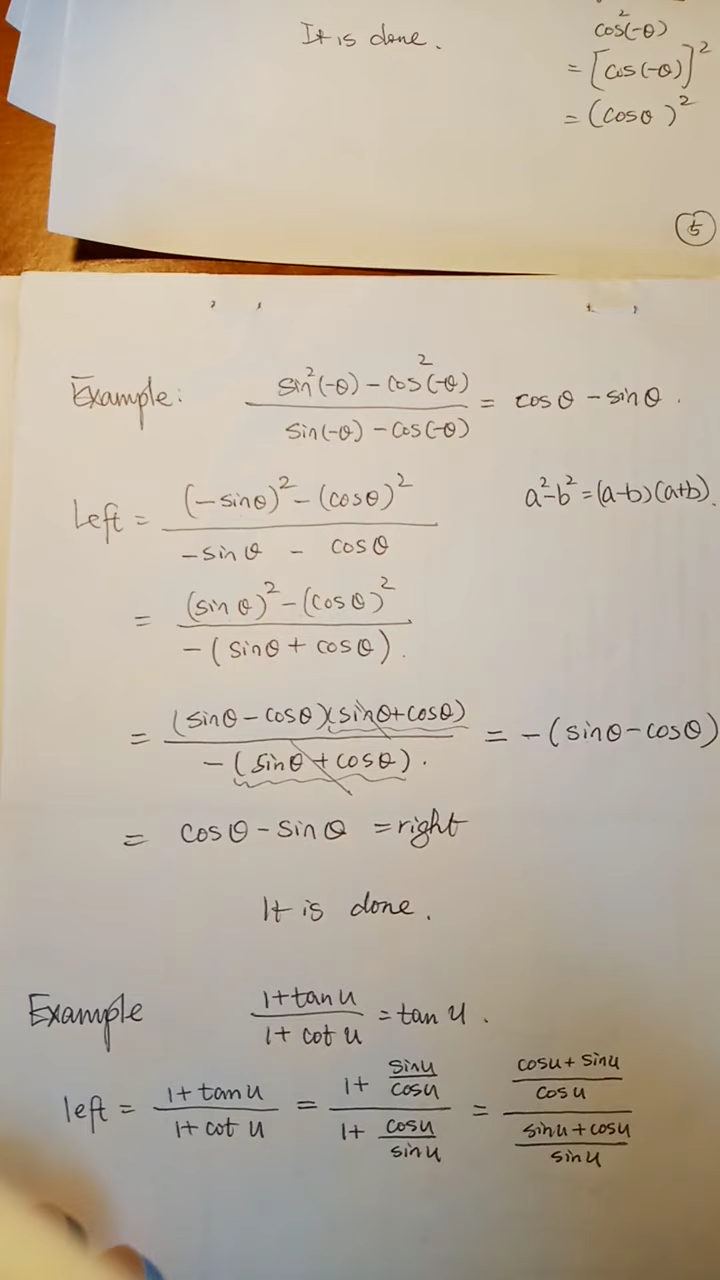 It is done.
cos²(-θ)
= [cos(-θ)]²
= (cosθ)²
5
Example: (sin²(-θ) - cos²(-θ)) / (sin(-θ) - cos(-θ)) = cosθ - sinθ.
Left = ((-sinθ)² - (cosθ)²) / (-sinθ - cosθ)
a²-b²=(a-b)(a+b).
= ((sinθ)² - (cosθ)²) / (-(sinθ + cosθ)).
= ((sinθ - cosθ)(sinθ+cosθ)) / (-(sinθ + cosθ)). = -(sinθ-cosθ)
= cosθ - sinθ = right
It is done.
Example (1+tan u) / (1+ cot u) = tan u.
left = (1+tan u) / (1+cot u) = (1+ sinu/cosu) / (1+ cosu/sinu) = ((cosu+sinu)/cosu) / ((sinu+cosu)/sinu)